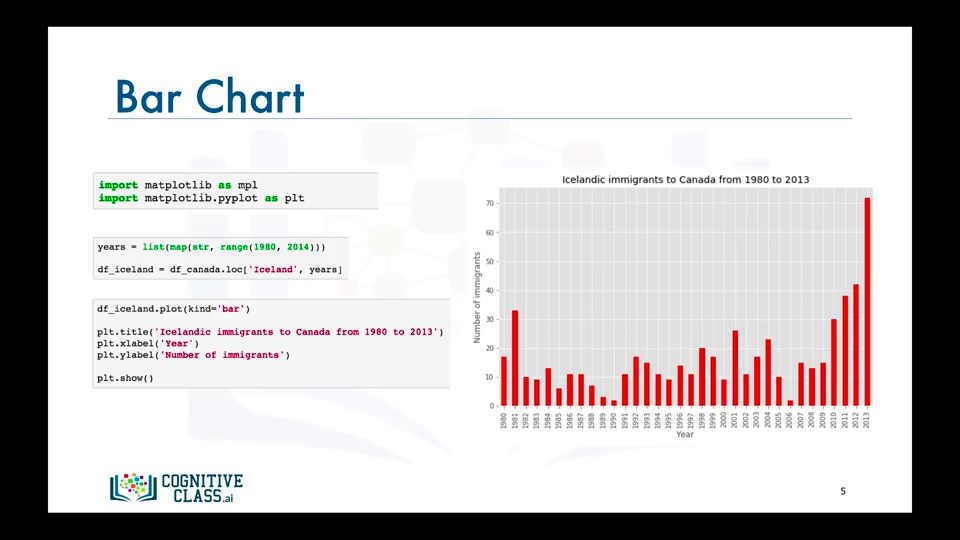 Bar Chart
import matplotlib as mpl
import matplotlib.pyplot as plt
years = list(map(str, range(1980, 2014)))
df_iceland = df_canada.loc['Iceland', years]
df_iceland.plot(kind='bar')
plt.title('Icelandic immigrants to Canada from 1980 to 2013')
plt.xlabel('Year')
plt.ylabel('Number of immigrants')
plt.show()
Icelandic immigrants to Canada from 1980 to 2013
Number of immigrants
70
60
50
40
30
20
10
0
1980 1981 1982 1983 1984 1985 1986 1987 1988 1989 1990 1991 1992 1993 1994 1995 1996 1997 1998 1999 2000 2001 2002 2003 2004 2005 2006 2007 2008 2009 2010 2011 2012 2013
Year
COGNITIVE
CLASS.ai
5